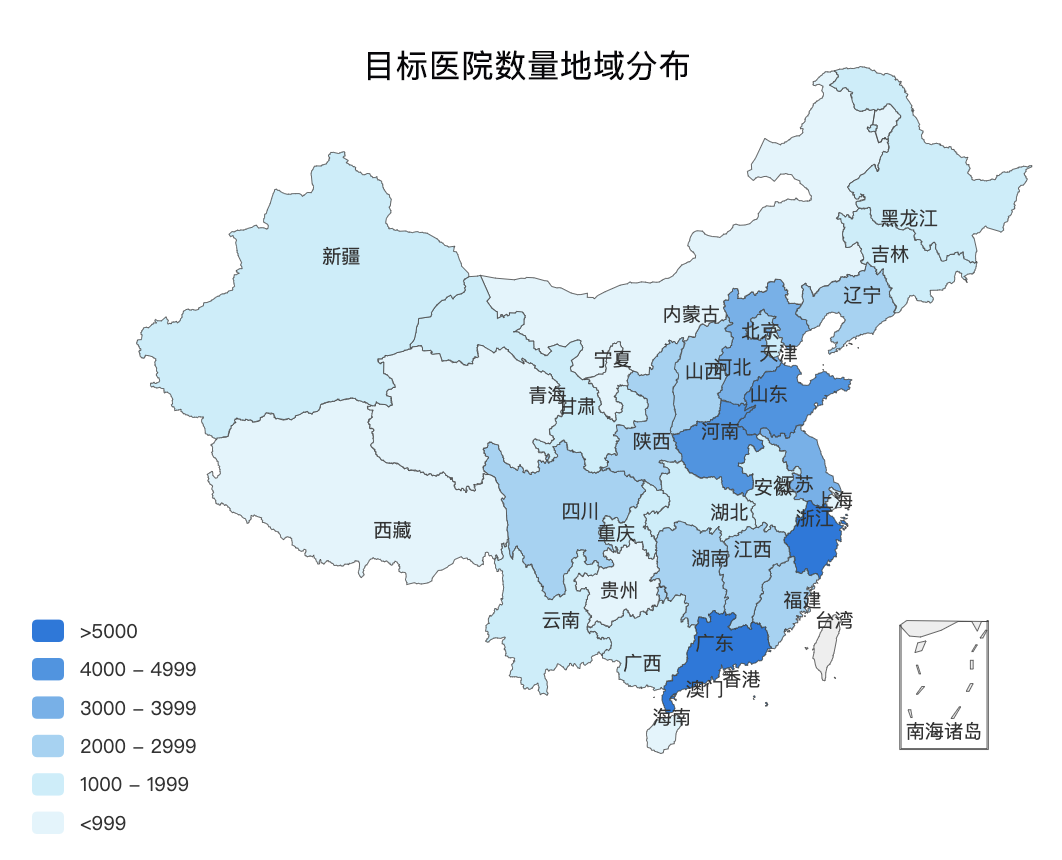 目标医院数量地域分布
黑龙江
吉林
新疆
辽宁
内蒙古
北京
天津
宁夏
山西
河北
青海
甘肃
山东
河南
陕西
安徽
江苏
上海
四川
湖北
浙江
西藏
重庆
湖南
江西
贵州
福建
云南
台湾
广东
广西
香港
澳门
海南
南海诸岛
>5000
4000 – 4999
3000 – 3999
2000 – 2999
1000 – 1999
<999